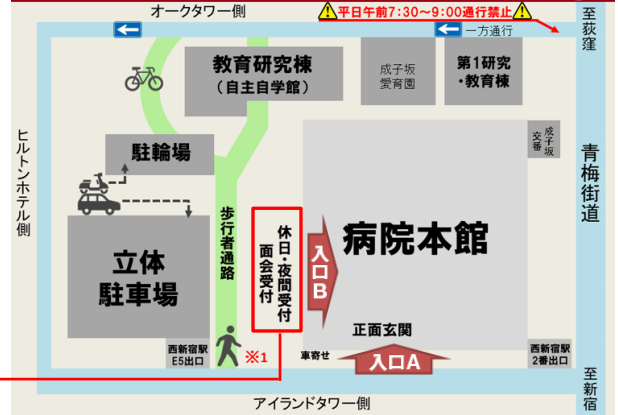 オークタワー側
平日午前7:30～9:00通行禁止
一方通行
至荻窪
教育研究棟
（自主自学館）
成子坂
愛育園
第1研究
・教育棟
成子坂
交番
駐輪場
ヒルトンホテル側
青梅街道
歩行者通路
休日・夜間受付
面会受付
入口B
病院本館
立体
駐車場
正面玄関
西新宿駅
E5出口
※1
車寄せ
入口A
西新宿駅
2番出口
至新宿
アイランドタワー側